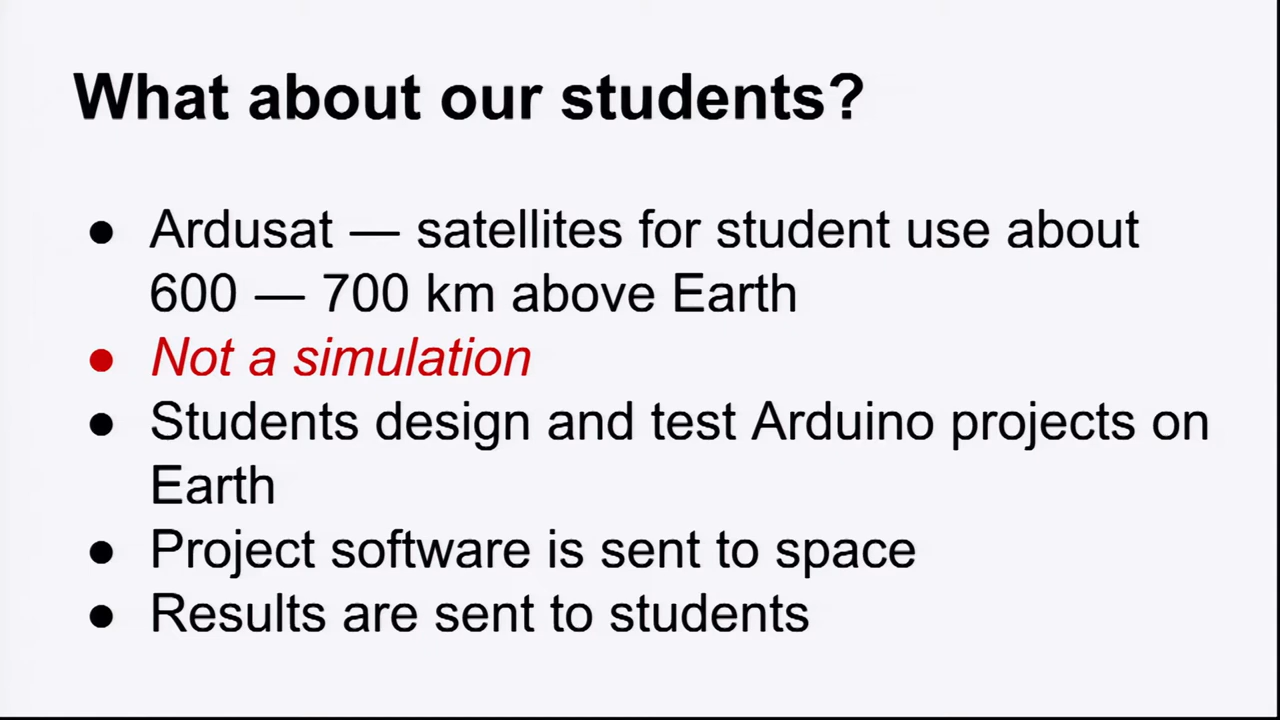 What about our students?
● Ardusat — satellites for student use about
600 — 700 km above Earth
● Not a simulation
● Students design and test Arduino projects on
Earth
● Project software is sent to space
● Results are sent to students